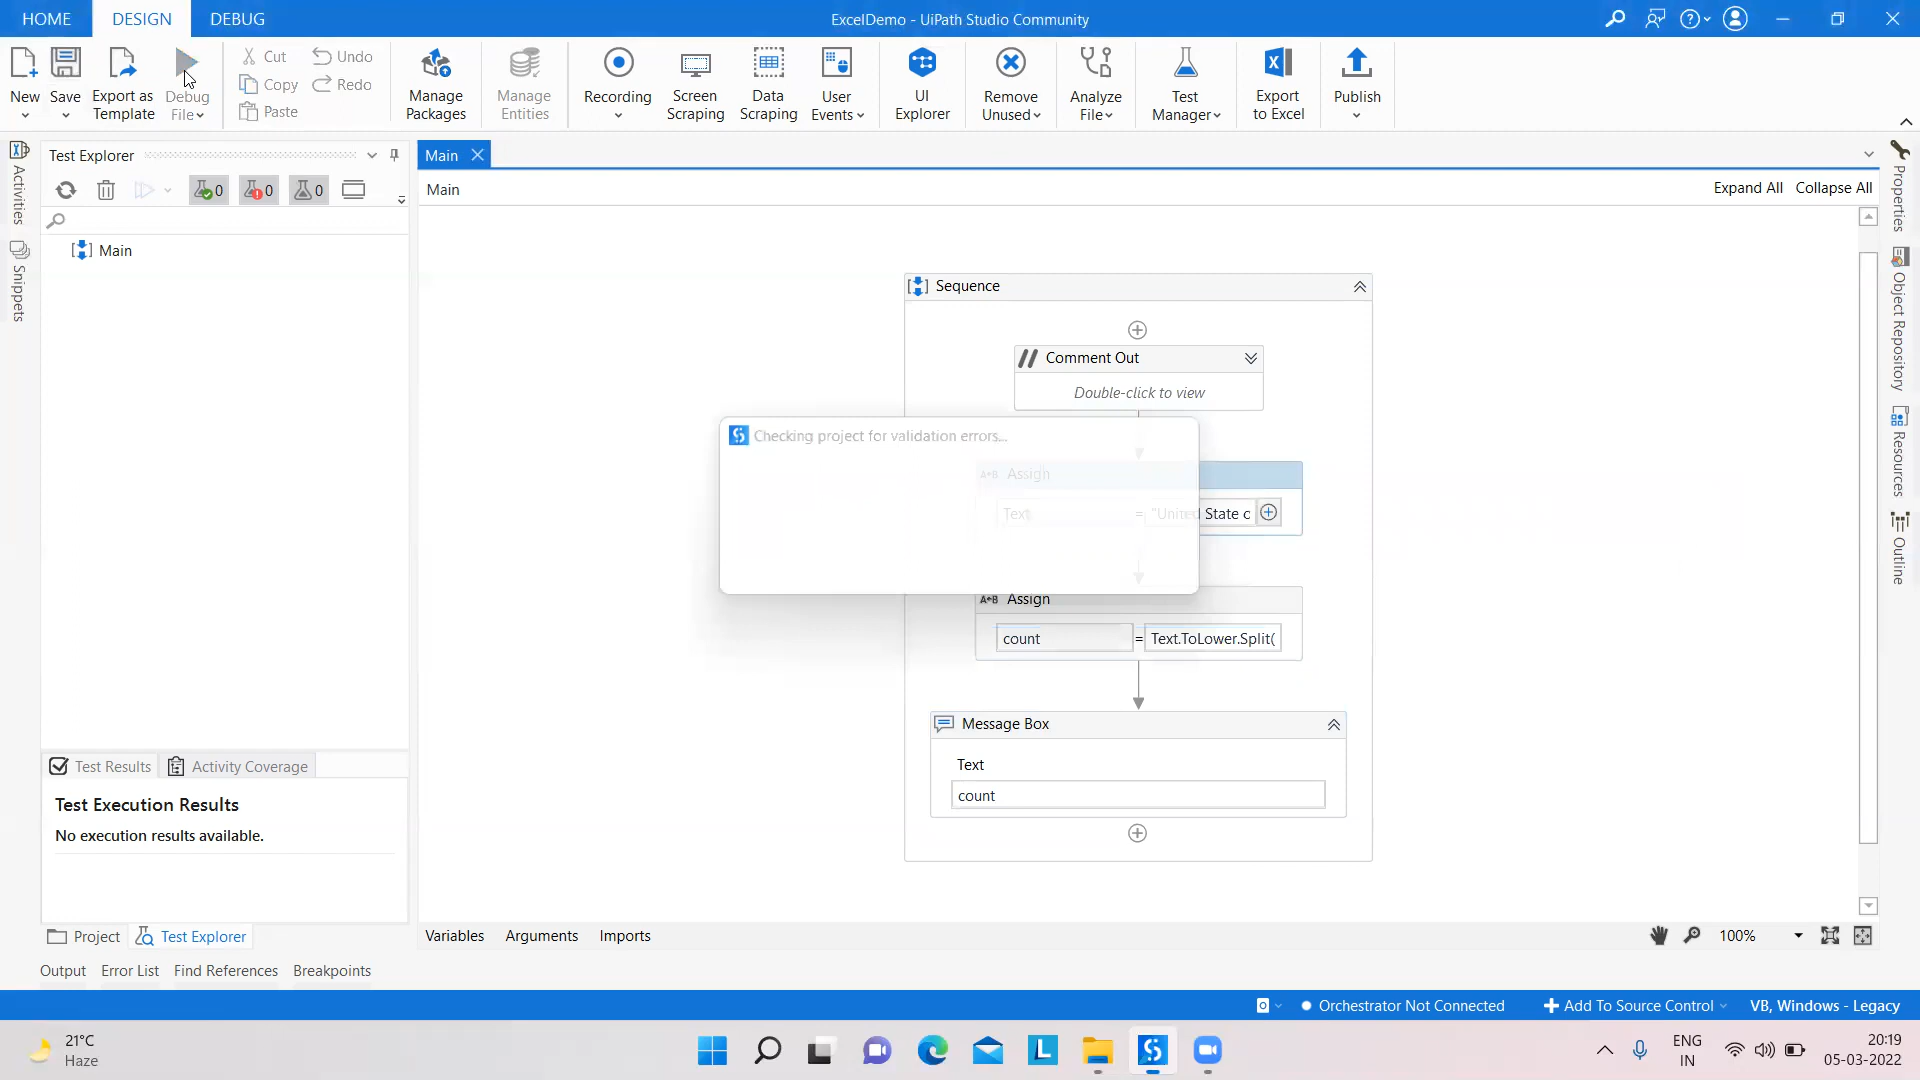 HOME
DESIGN
DEBUG
ExcelDemo - UiPath Studio Community
New
Save
Export as
Template
Debug
File
Cut
Copy
Paste
Undo
Redo
Manage
Packages
Manage
Entities
Recording
Screen
Scraping
Data
Scraping
User
Events
UI
Explorer
Remove
Unused
Analyze
File
Test
Manager
Export
to Excel
Publish
Activities
Snippets
Test Explorer
0
0
0
Main
Main
Main
Expand All
Collapse All
Sequence
Comment Out
Double-click to view
Checking project for validation errors...
Assign
Text
=
"United State c
Assign
count
=
Text.ToLower.Split(
Message Box
Text
count
Properties
Object Repository
Resources
Outline
Test Results
Activity Coverage
Test Execution Results
No execution results available.
Project
Test Explorer
Variables
Arguments
Imports
100%
Output
Error List
Find References
Breakpoints
Orchestrator Not Connected
Add To Source Control
VB, Windows - Legacy
21°C
Haze
ENG
IN
20:19
05-03-2022